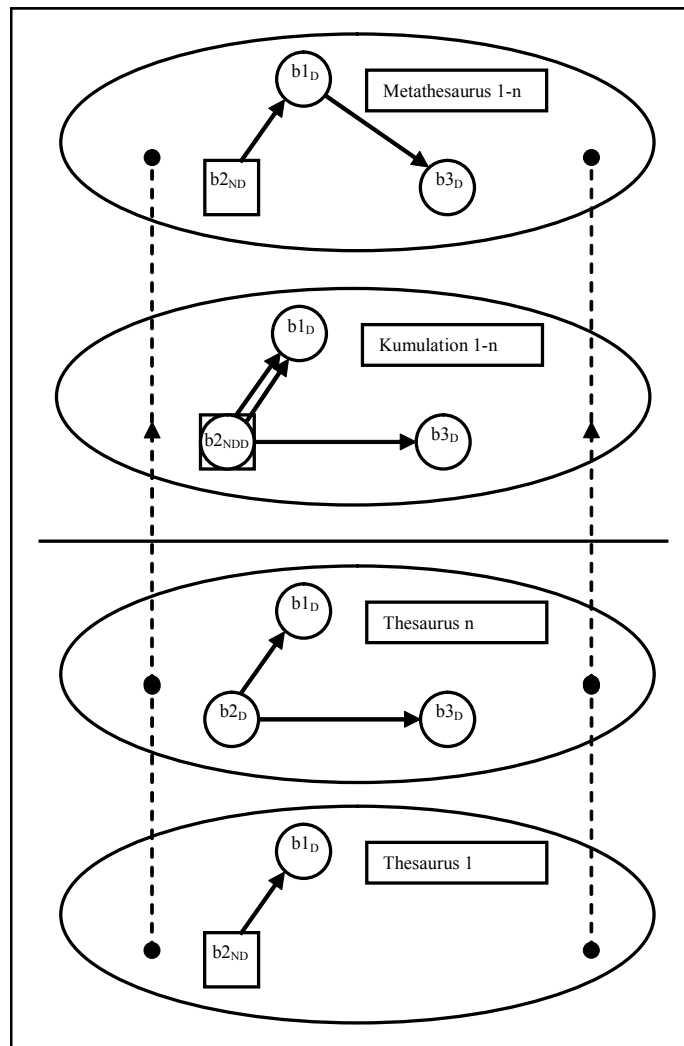 b1D
Metathesaurus 1-n
b2ND
b3D
b1D
Kumulation 1-n
b2NDD
b3D
b1D
Thesaurus n
b2D
b3D
b1D
Thesaurus 1
b2ND